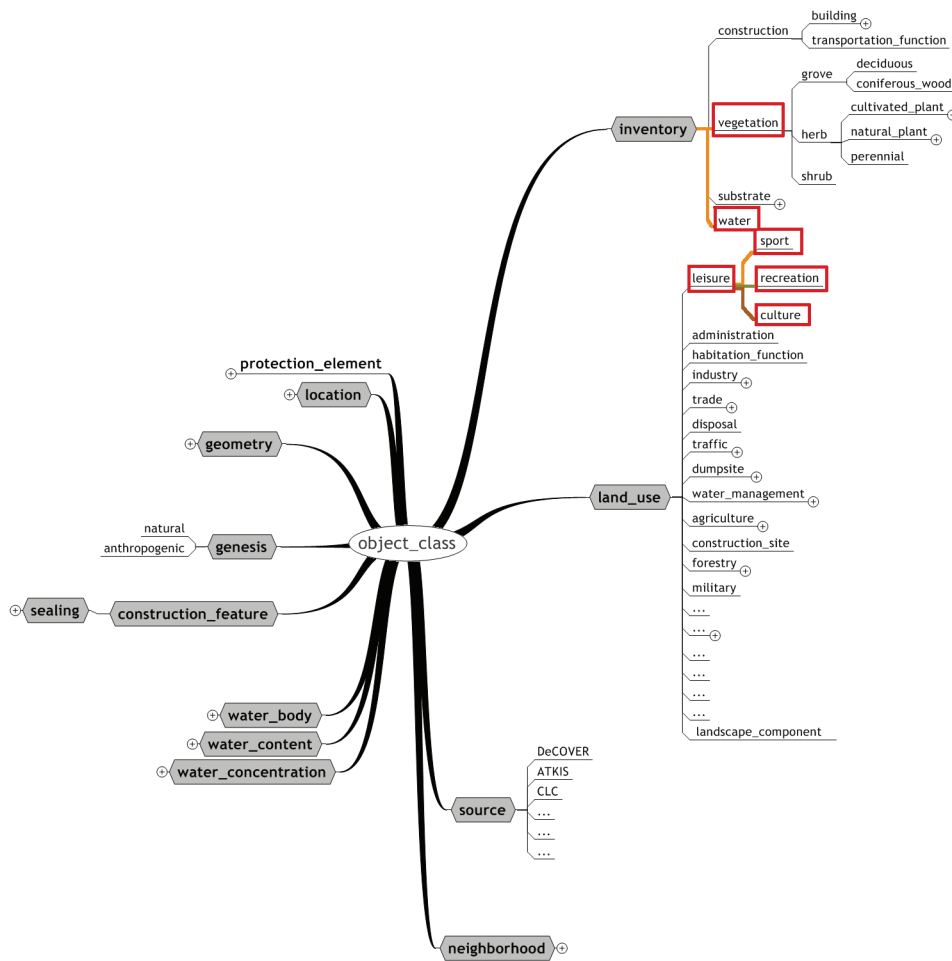 building
construction
transportation_function
deciduous
grove
coniferous_wood
cultivated_plant
inventory
vegetation
herb
natural_plant
perennial
shrub
substrate
water
sport
leisure
recreation
culture
administration
habitation_function
industry
trade
disposal
traffic
dumpsite
land_use
water_management
agriculture
construction_site
forestry
military
...
...
...
...
...
...
landscape_component
protection_element
location
geometry
object_class
natural
anthropogenic
genesis
sealing
construction_feature
water_body
water_content
water_concentration
DeCOVER
ATKIS
CLC
source
...
...
...
neighborhood